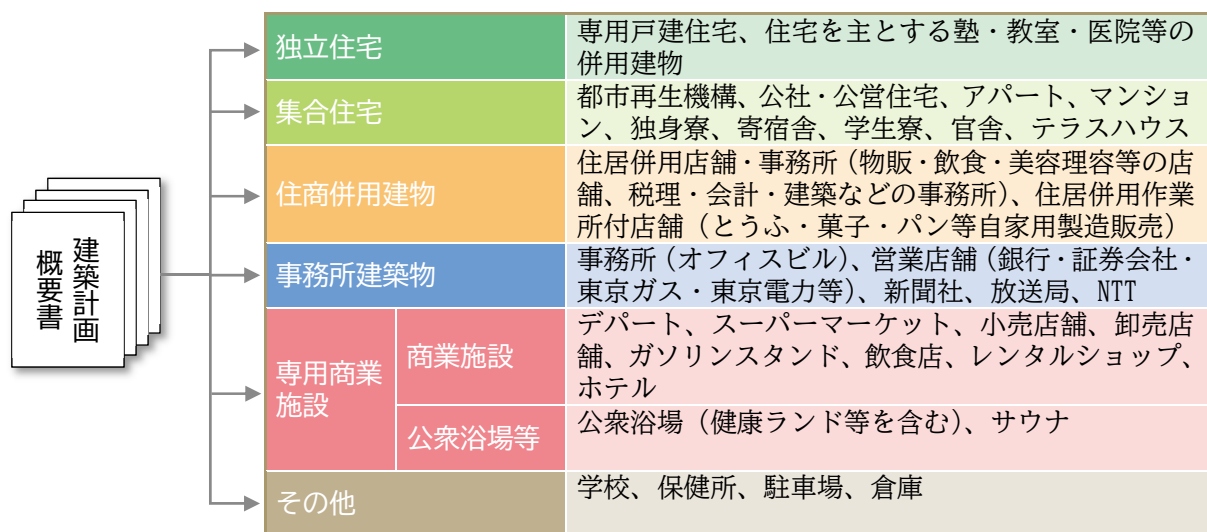 建築計画
概要書
独立住宅
専用戸建住宅、住宅を主とする塾・教室・医院等の
併用建物
集合住宅
都市再生機構、公社・公営住宅、アパート、マンショ
ン、独身寮、寄宿舎、学生寮、官舎、テラスハウス
住商併用建物
住居併用店舗・事務所（物販・飲食・美容理容等の店
舗、税理・会計・建築などの事務所）、住居併用作業
所付店舗（とうふ・菓子・パン等自家用製造販売）
事務所建築物
事務所（オフィスビル）、営業店舗（銀行・証券会社・
東京ガス・東京電力等）、新聞社、放送局、NTT
専用商業
施設
商業施設
デパート、スーパーマーケット、小売店舗、卸売店
舗、ガソリンスタンド、飲食店、レンタルショップ、
ホテル
公衆浴場等
公衆浴場（健康ランド等を含む）、サウナ
その他
学校、保健所、駐車場、倉庫